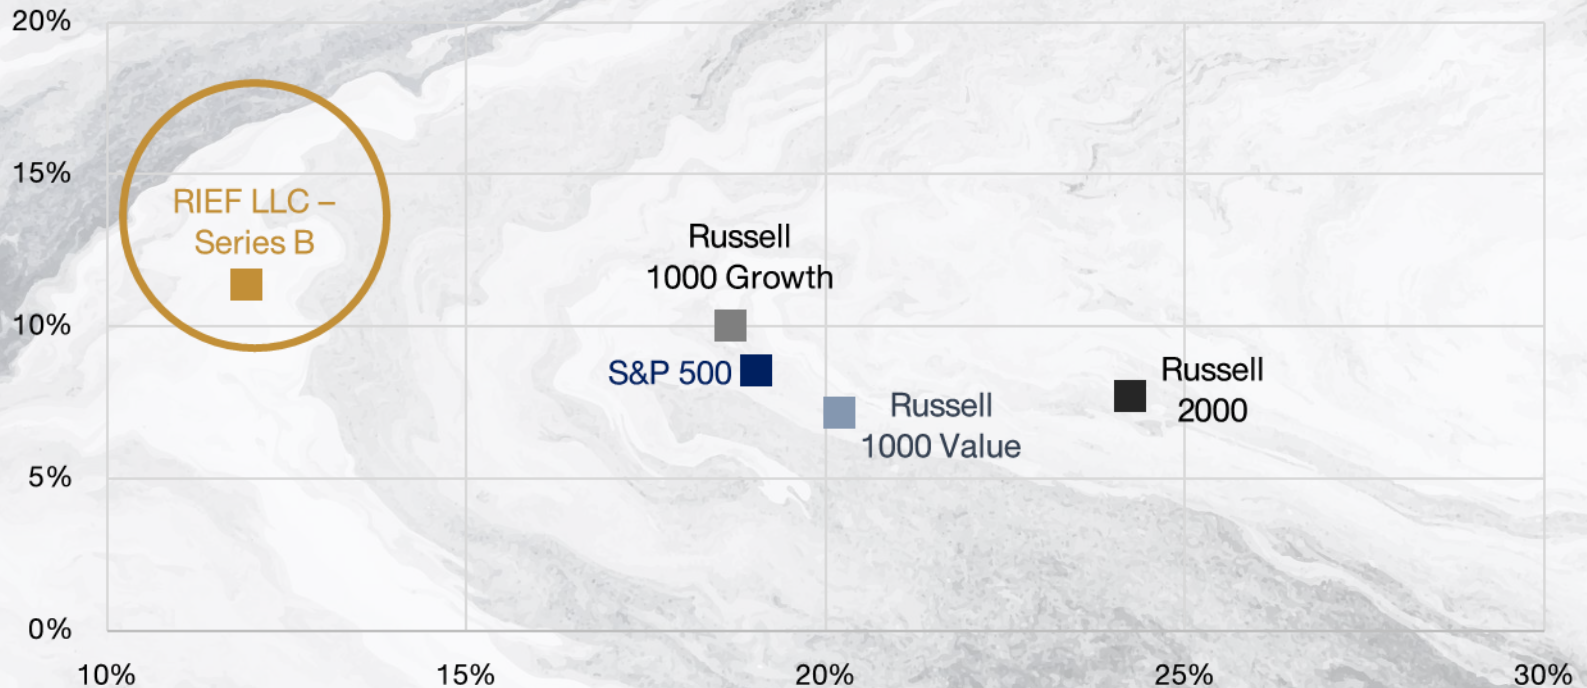 20%
15%
RIEF LLC –
Series B
Russell
1000 Growth
10%
S&P 500
Russell
2000
Russell
1000 Value
5%
0%
10%
15%
20%
25%
30%